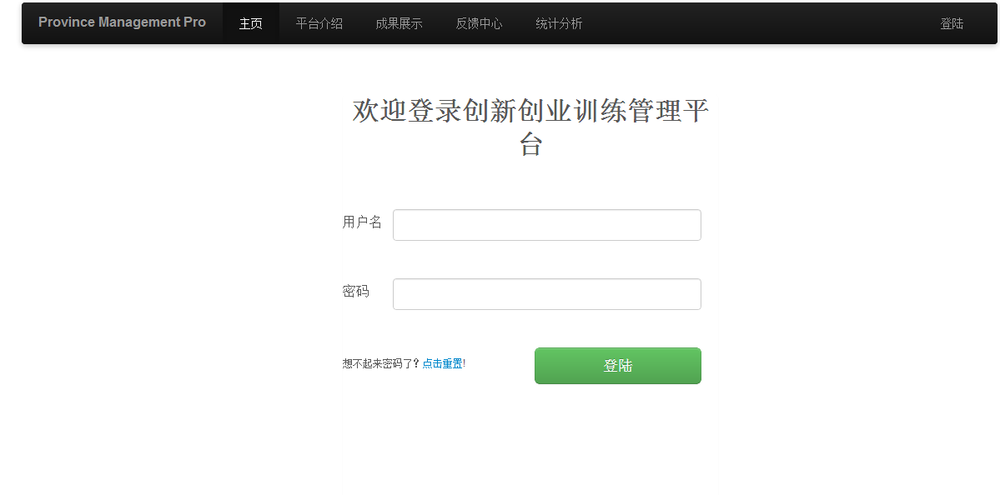 Province Management Pro 主页 平台介绍 成果展示 反馈中心 统计分析 登陆
欢迎登录创新创业训练管理平
台
用户名
密码
想不起来密码了? 点击重置! 登陆